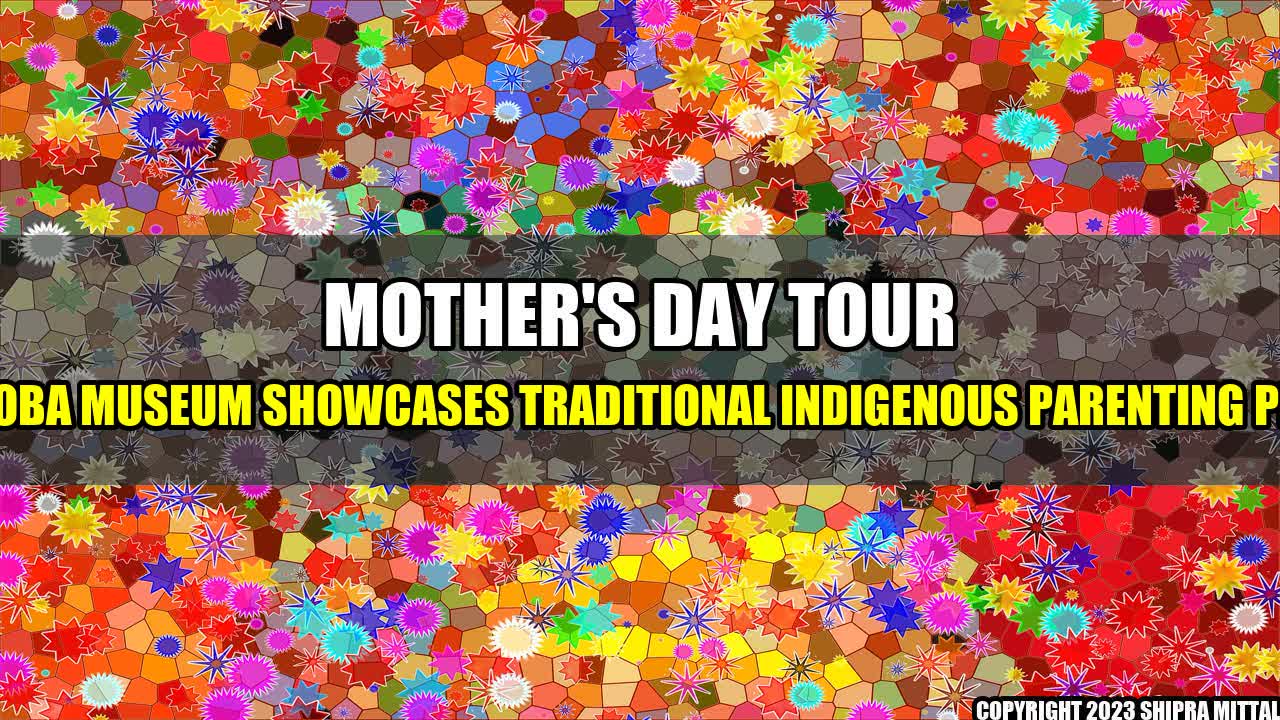 MOTHER'S DAY TOUR
OBA MUSEUM SHOWCASES TRADITIONAL INDIGENOUS PARENTING P
COPYRIGHT 2023 SHIPRA MITTAL